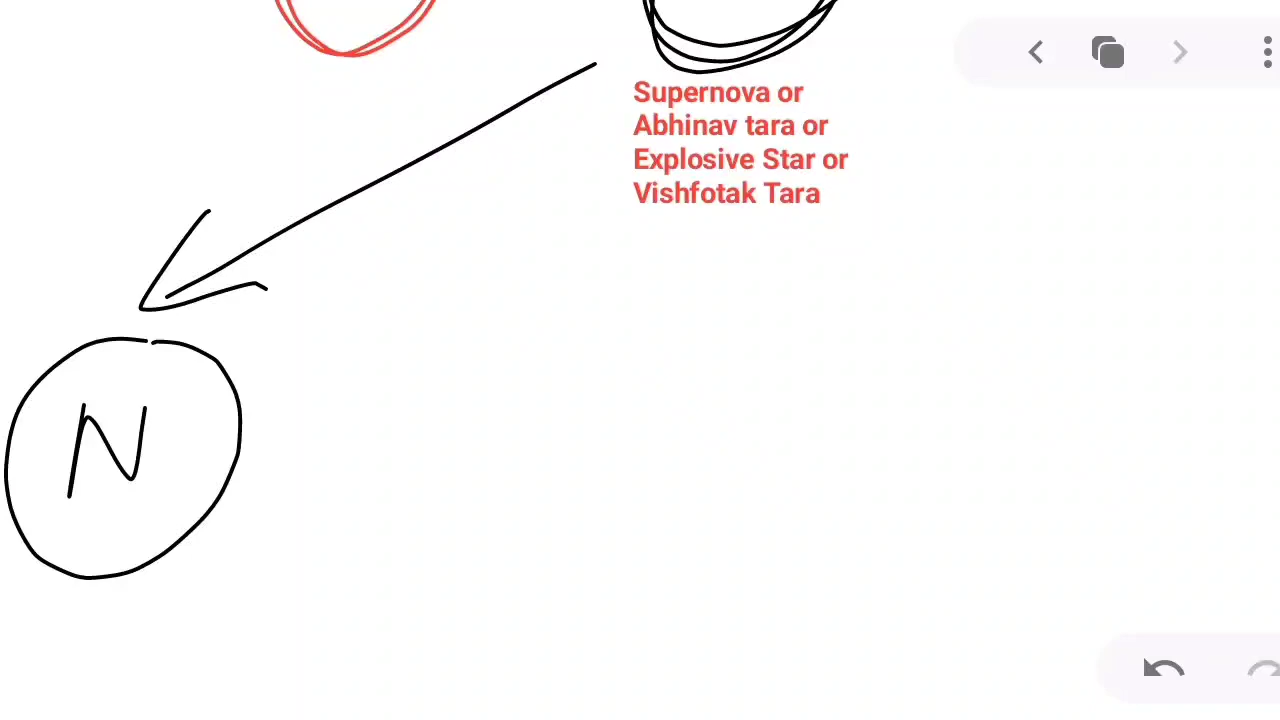 Supernova or
Abhinav tara or
Explosive Star or
Vishfotak Tara
N